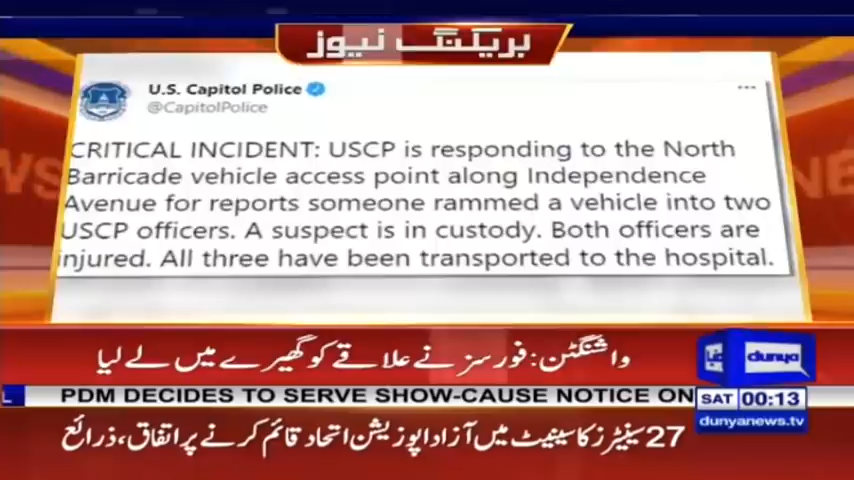 بریکنگ نیوز
U.S. Capitol Police
@CapitolPolice
CRITICAL INCIDENT: USCP is responding to the North
Barricade vehicle access point along Independence
Avenue for reports someone rammed a vehicle into two
USCP officers. A suspect is in custody. Both officers are
injured. All three have been transported to the hospital.
واشنگٹن: فورسز نے علاقے کو گھیرے میں لے لیا
dunya
PDM DECIDES TO SERVE SHOW-CAUSE NOTICE ON
SAT 00:13
dunyanews.tv
27 سینیٹرز کا سینیٹ میں آزاد اپوزیشن اتحاد قائم کرنے پر اتفاق، ذرائع